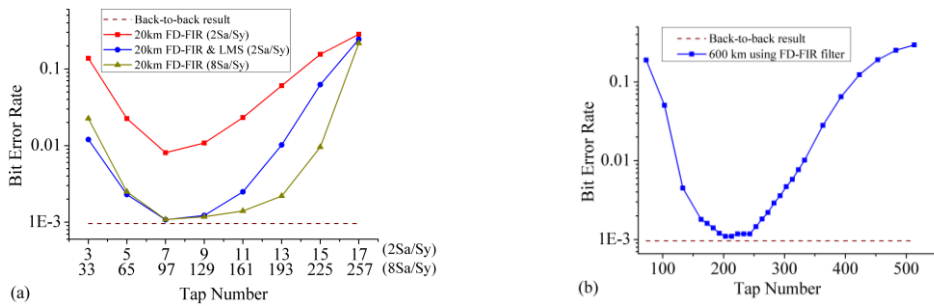 Back-to-back result
20km FD-FIR (2Sa/Sy)
20km FD-FIR & LMS (2Sa/Sy)
20km FD-FIR (8Sa/Sy)
0.1
0.01
1E-3
Bit Error Rate
3 5 7 9 11 13 15 17 (2Sa/Sy)
33 65 97 129 161 193 225 257 (8Sa/Sy)
Tap Number
(a)
Back-to-back result
600 km using FD-FIR filter
0.1
0.01
1E-3
Bit Error Rate
100 200 300 400 500
Tap Number
(b)